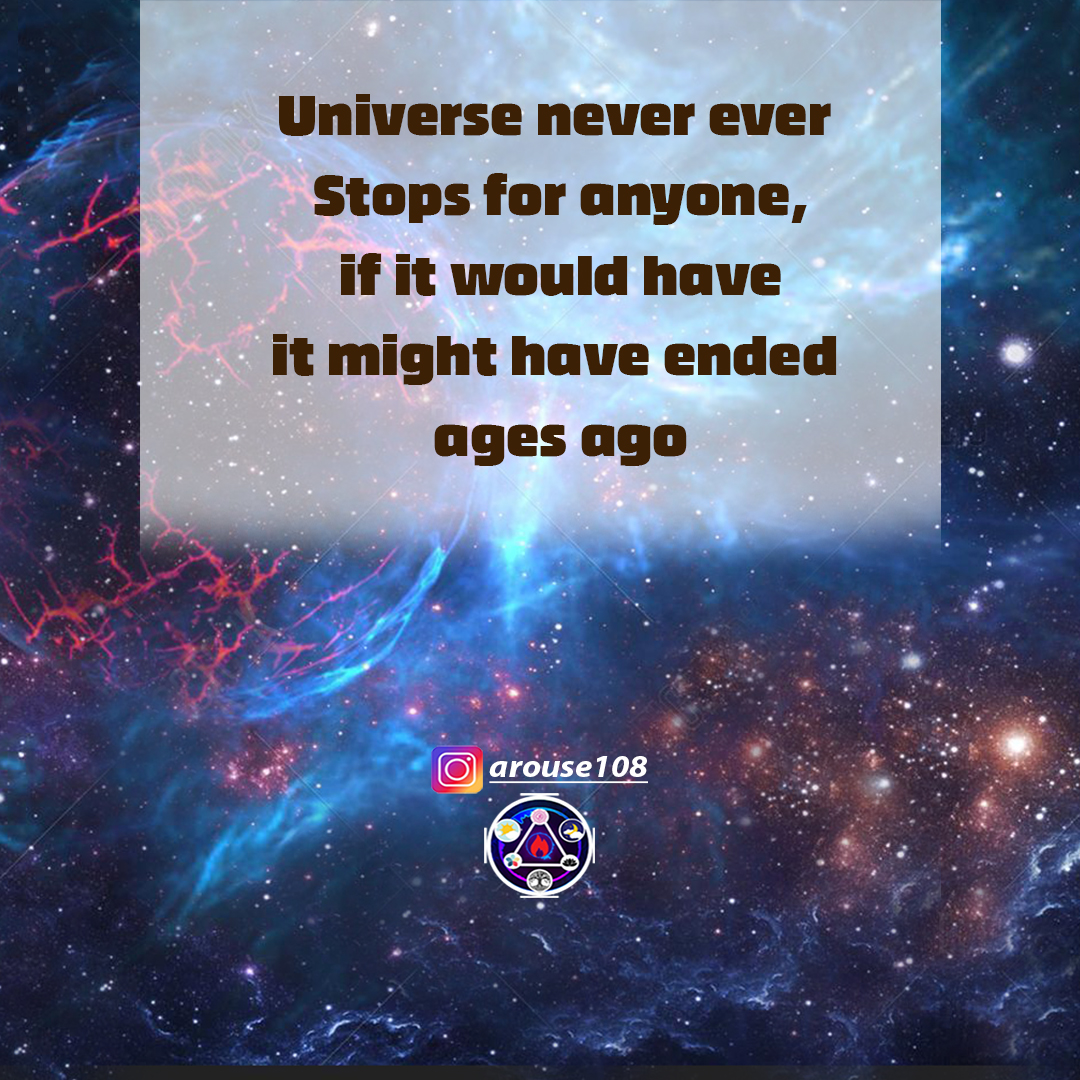 Universe never ever
Stops for anyone,
if it would have
it might have ended
ages ago
arouse108